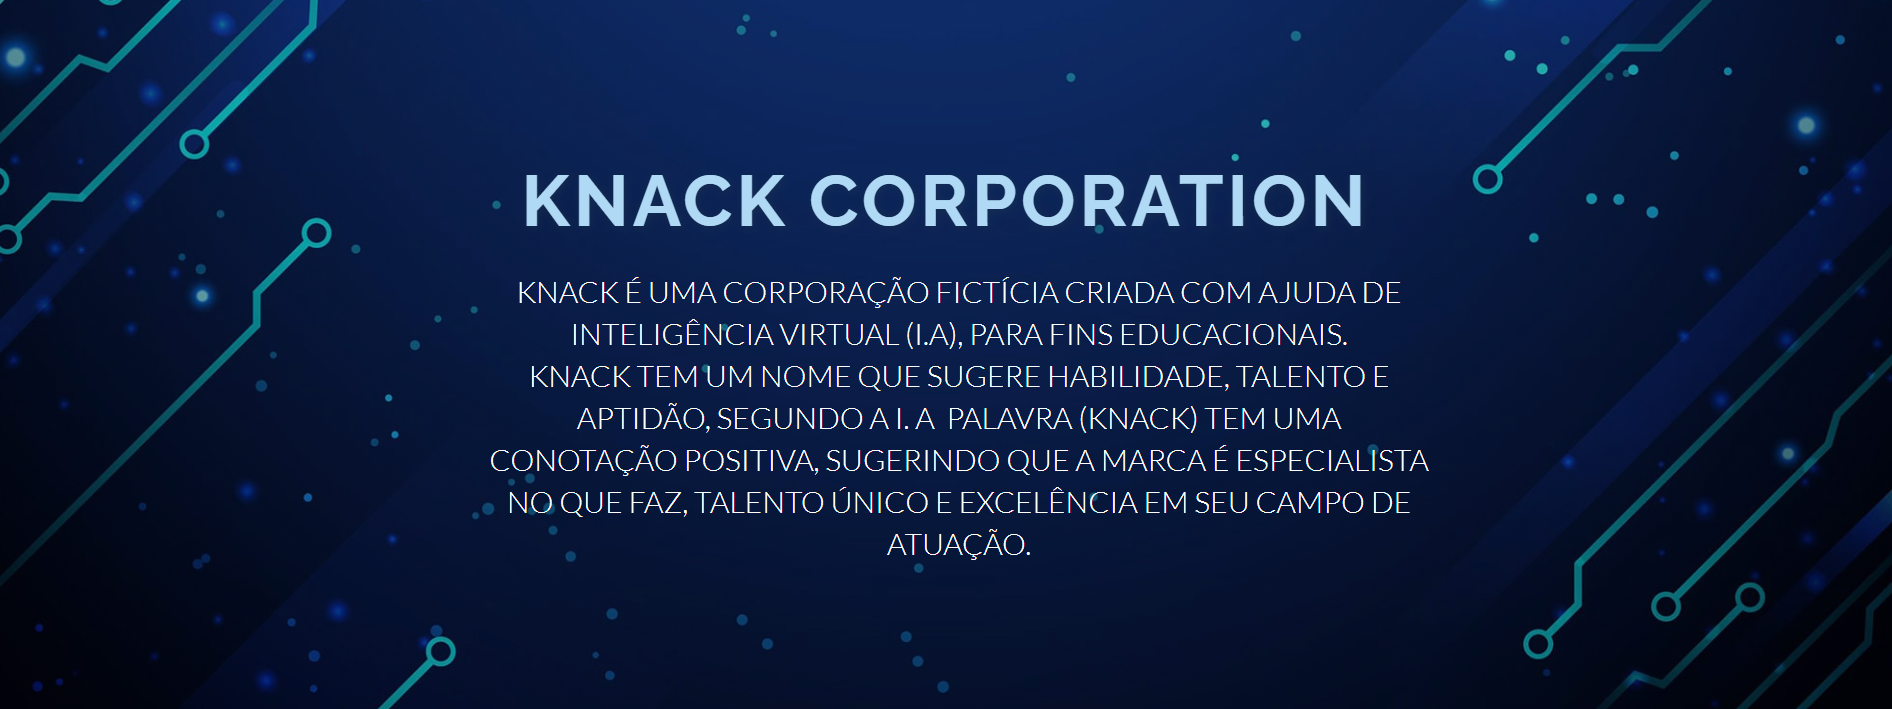 KNACK CORPORATION
KNACK É UMA CORPORAÇÃO FICTÍCIA CRIADA COM AJUDA DE
INTELIGÊNCIA VIRTUAL (I.A), PARA FINS EDUCACIONAIS.
KNACK TEM UM NOME QUE SUGERE HABILIDADE, TALENTO E
APTIDÃO, SEGUNDO A I. A  PALAVRA (KNACK) TEM UMA
CONOTAÇÃO POSITIVA, SUGERINDO QUE A MARCA É ESPECIALISTA
NO QUE FAZ, TALENTO ÚNICO E EXCELÊNCIA EM SEU CAMPO DE
ATUAÇÃO.